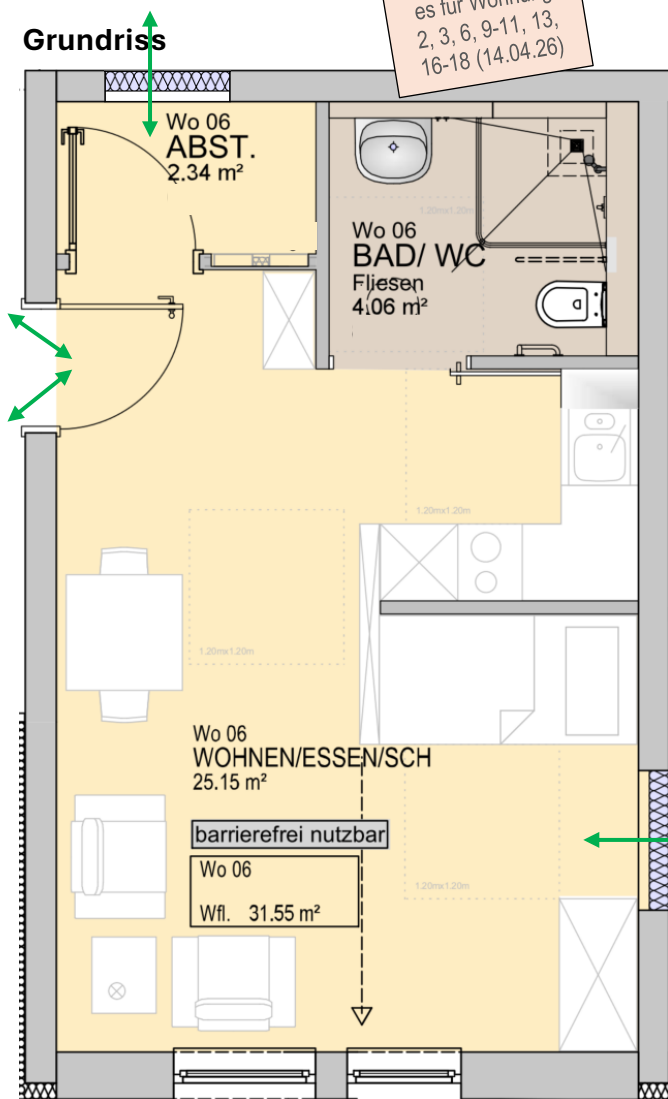 Grundriss
es für Wohnung
2, 3, 6, 9-11, 13,
16-18 (14.04.26)
Wo 06
ABST.
2.34 m²
1.20mx1.20m
Wo 06
BAD/ WC
Fliesen
4.06 m²
1.20mx1.20m
1.20mx1.20m
Wo 06
WOHNEN/ESSEN/SCH
25.15 m²
barrierefrei nutzbar
Wo 06
Wfl. 31.55 m²
1.20mx1.20m